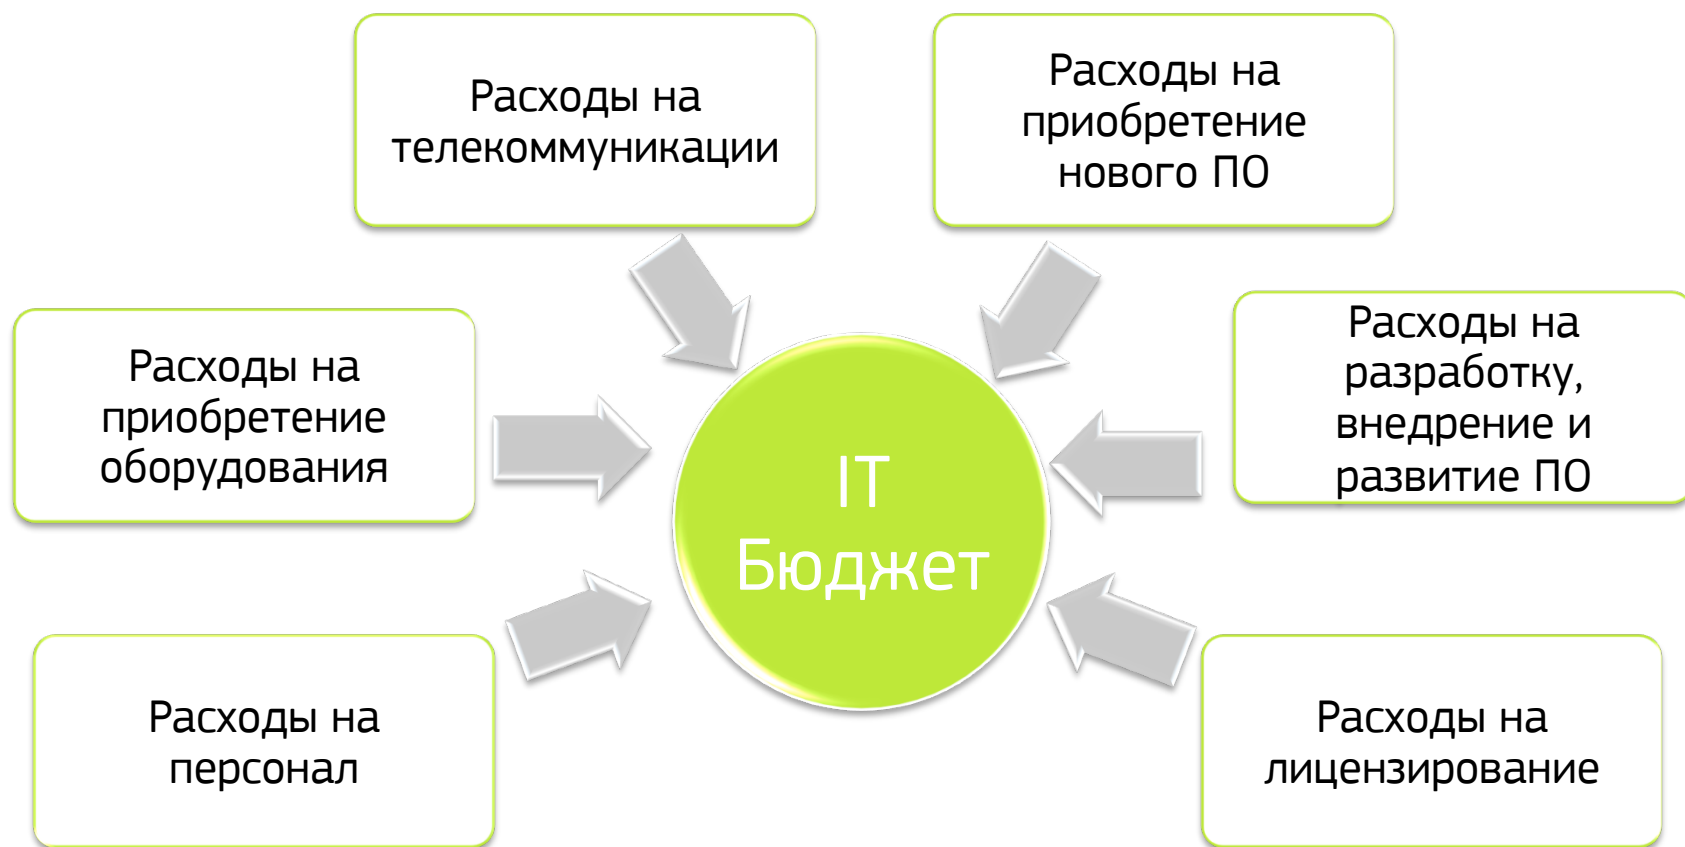 Расходы на
телекоммуникации
Расходы на
приобретение
нового ПО
Расходы на
приобретение
оборудования
Расходы на
разработку,
внедрение и
развитие ПО
IT
Бюджет
Расходы на
персонал
Расходы на
лицензирование